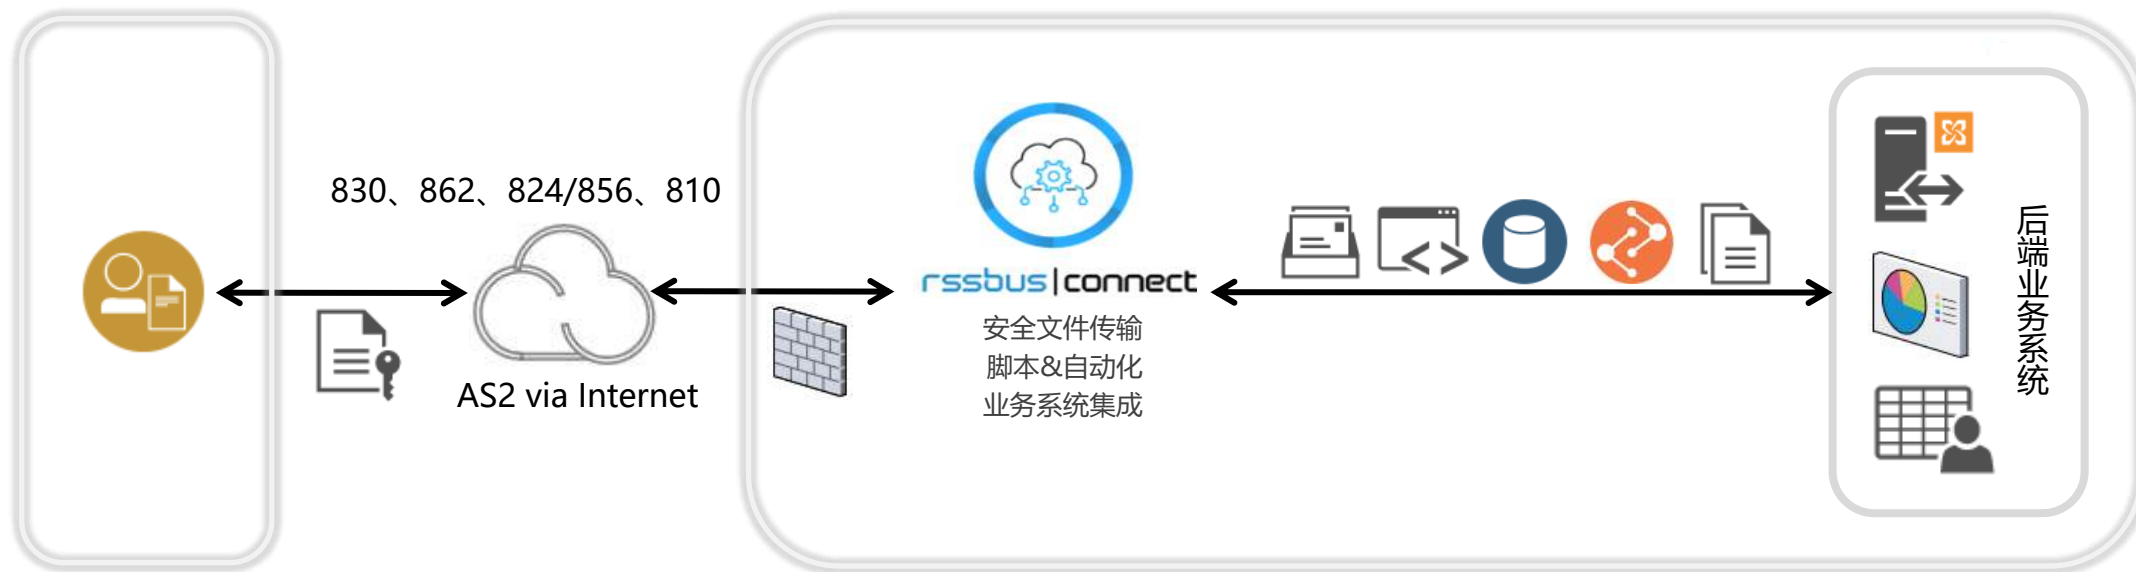 830、862、824/856、810
AS2 via Internet
rssbus|connect
安全文件传输
脚本&自动化
业务系统集成
后端业务系统